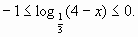 −1 ≤ log_{1/3}(4 − x) ≤ 0.